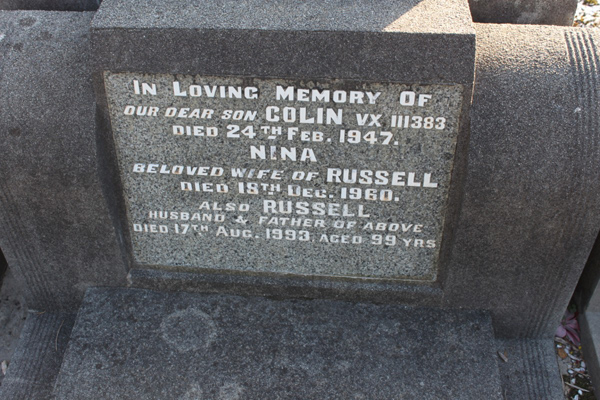 IN LOVING MEMORY OF
OUR DEAR SON COLIN VX 111383
DIED 24TH FEB. 1947.
NINA
BELOVED WIFE OF RUSSELL
DIED 18TH DEC. 1960.
ALSO RUSSELL
HUSBAND & FATHER OF ABOVE
DIED 17TH AUG. 1993, AGED 99 YRS